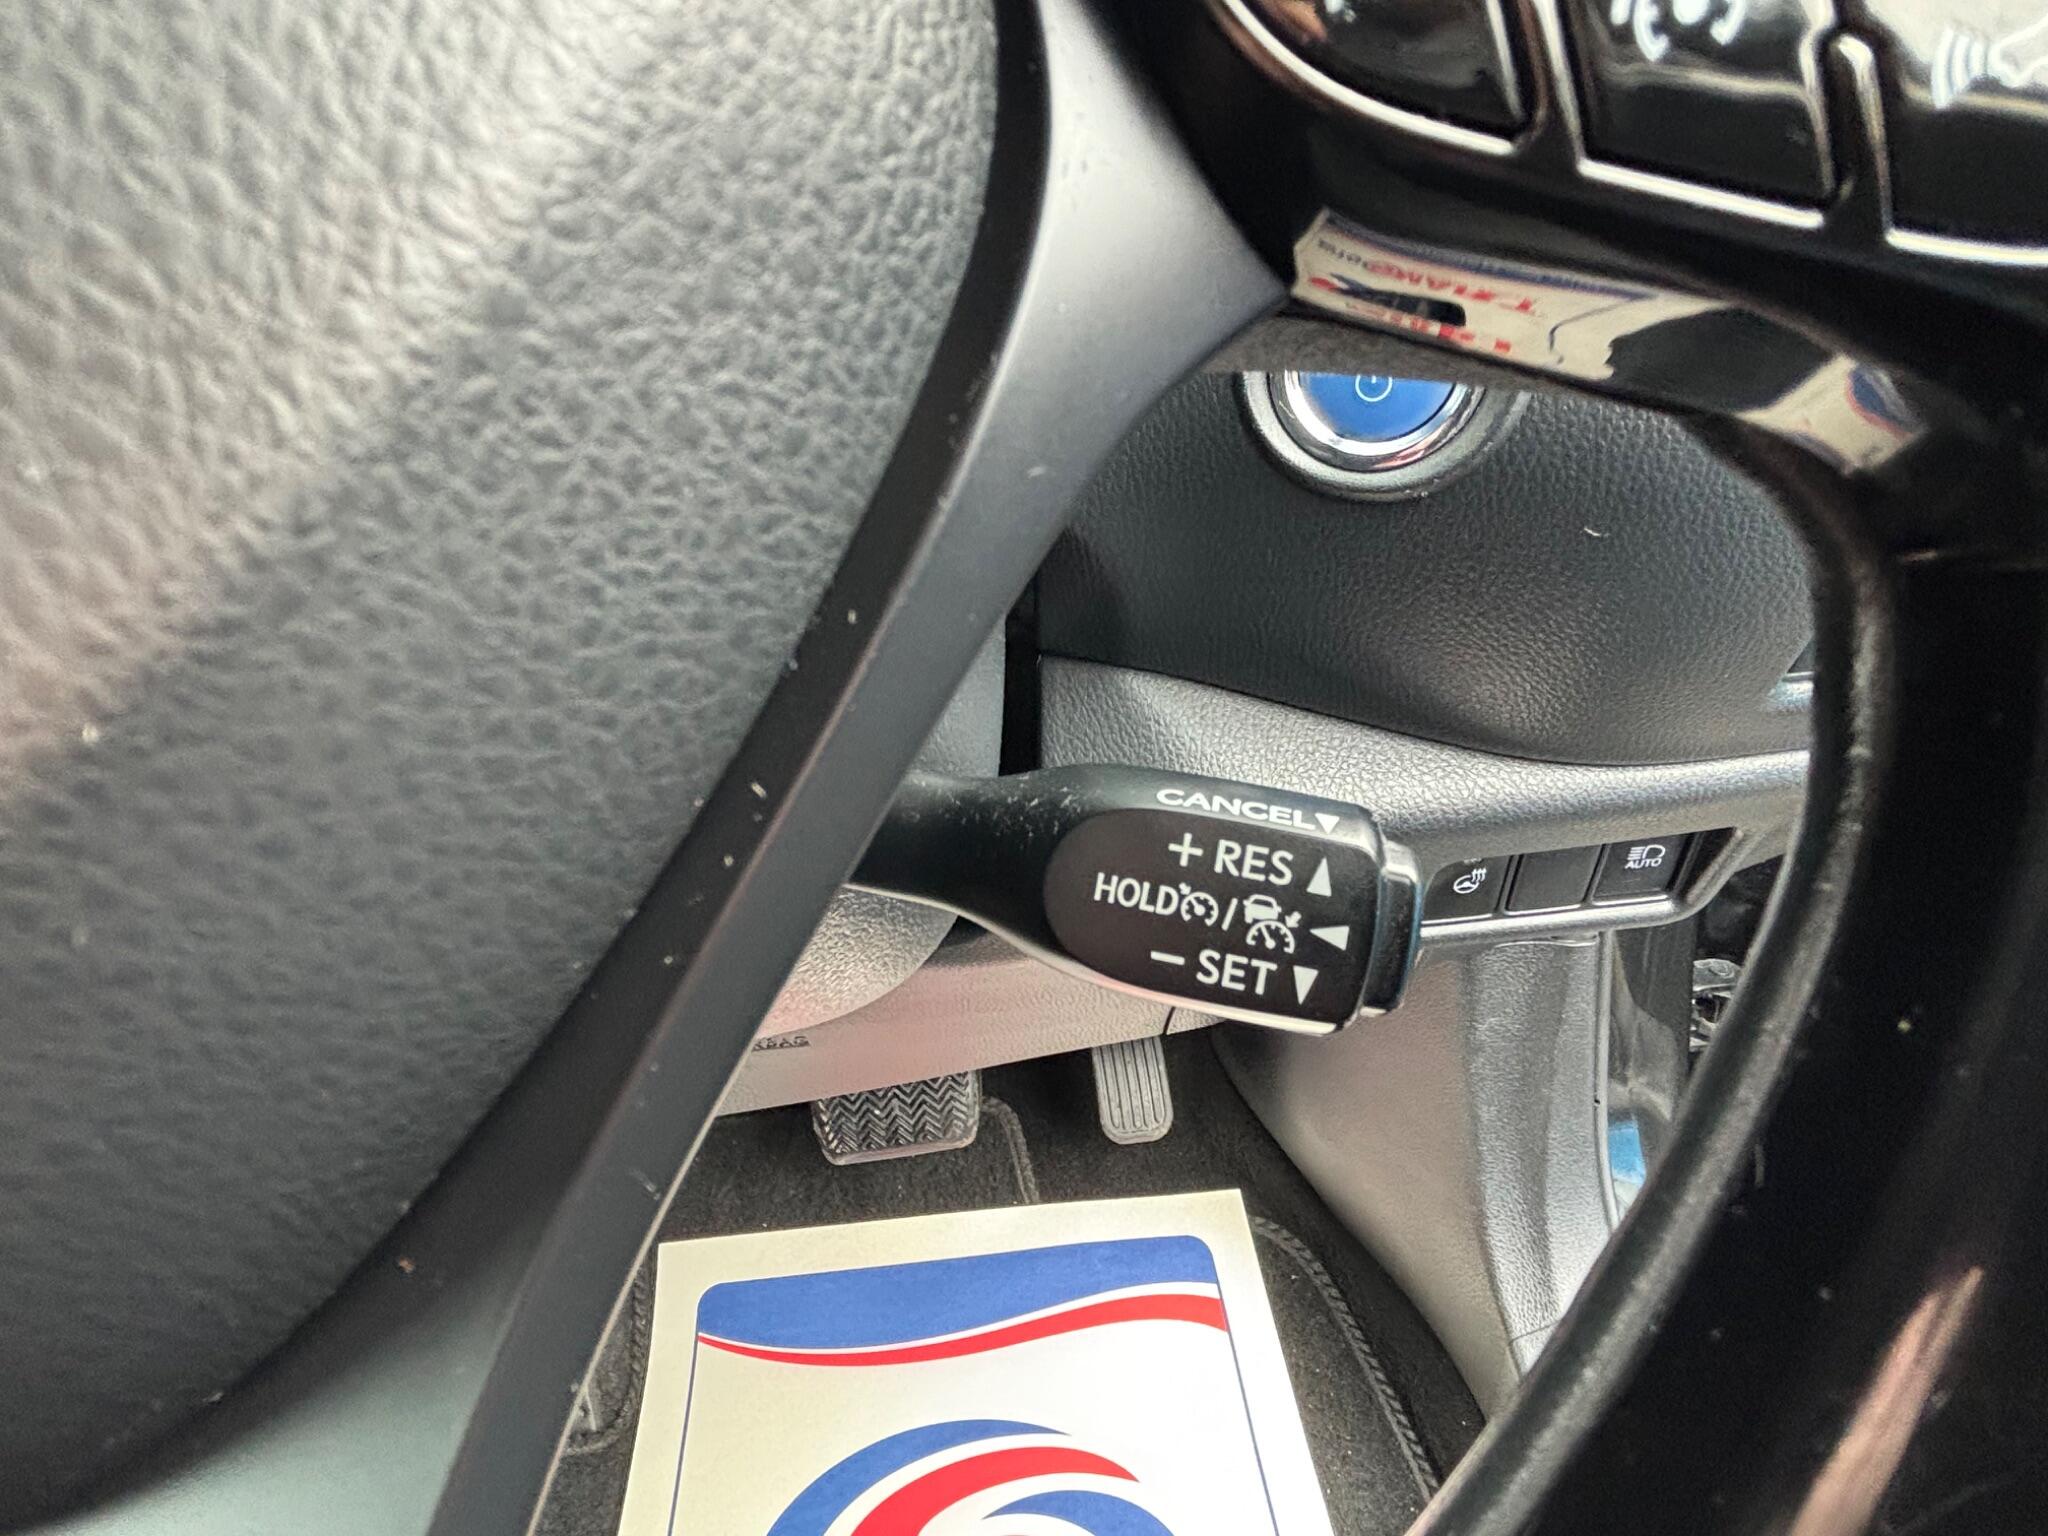 CANCEL▼
+ RES ▲
HOLD / ◀
− SET ▼
AUTO